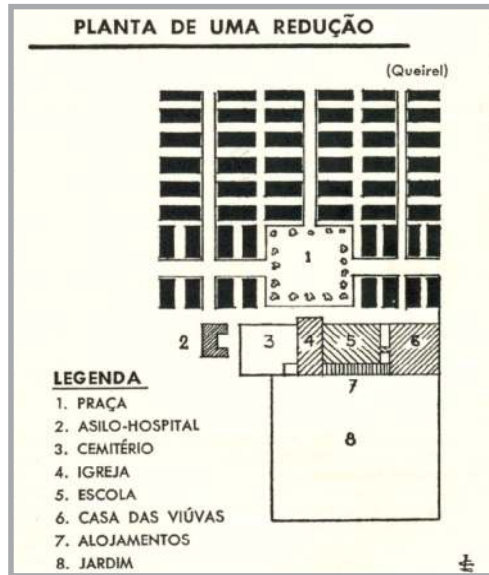 PLANTA DE UMA REDUÇÃO
(Queirel)
1
2
3
4
5
6
7
8
LEGENDA
1. PRAÇA
2. ASILO-HOSPITAL
3. CEMITÉRIO
4. IGREJA
5. ESCOLA
6. CASA DAS VIÚVAS
7. ALOJAMENTOS
8. JARDIM